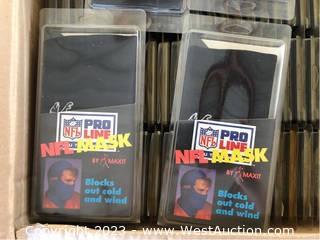 NFL
PRO
LINE
NFL MASK
BY MAXIT
Blocks
out cold
and wind
NFL
PRO
LINE
NFL MASK
BY MAXIT
Blocks
out cold
and wind
Copyright 2023 - WestAuction.com